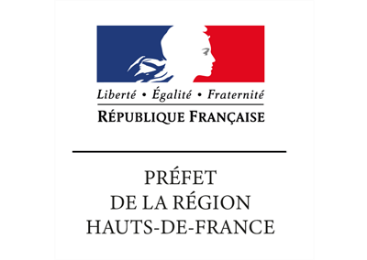 Liberté • Égalité • Fraternité
RÉPUBLIQUE FRANÇAISE
PRÉFET
DE LA RÉGION
HAUTS-DE-FRANCE